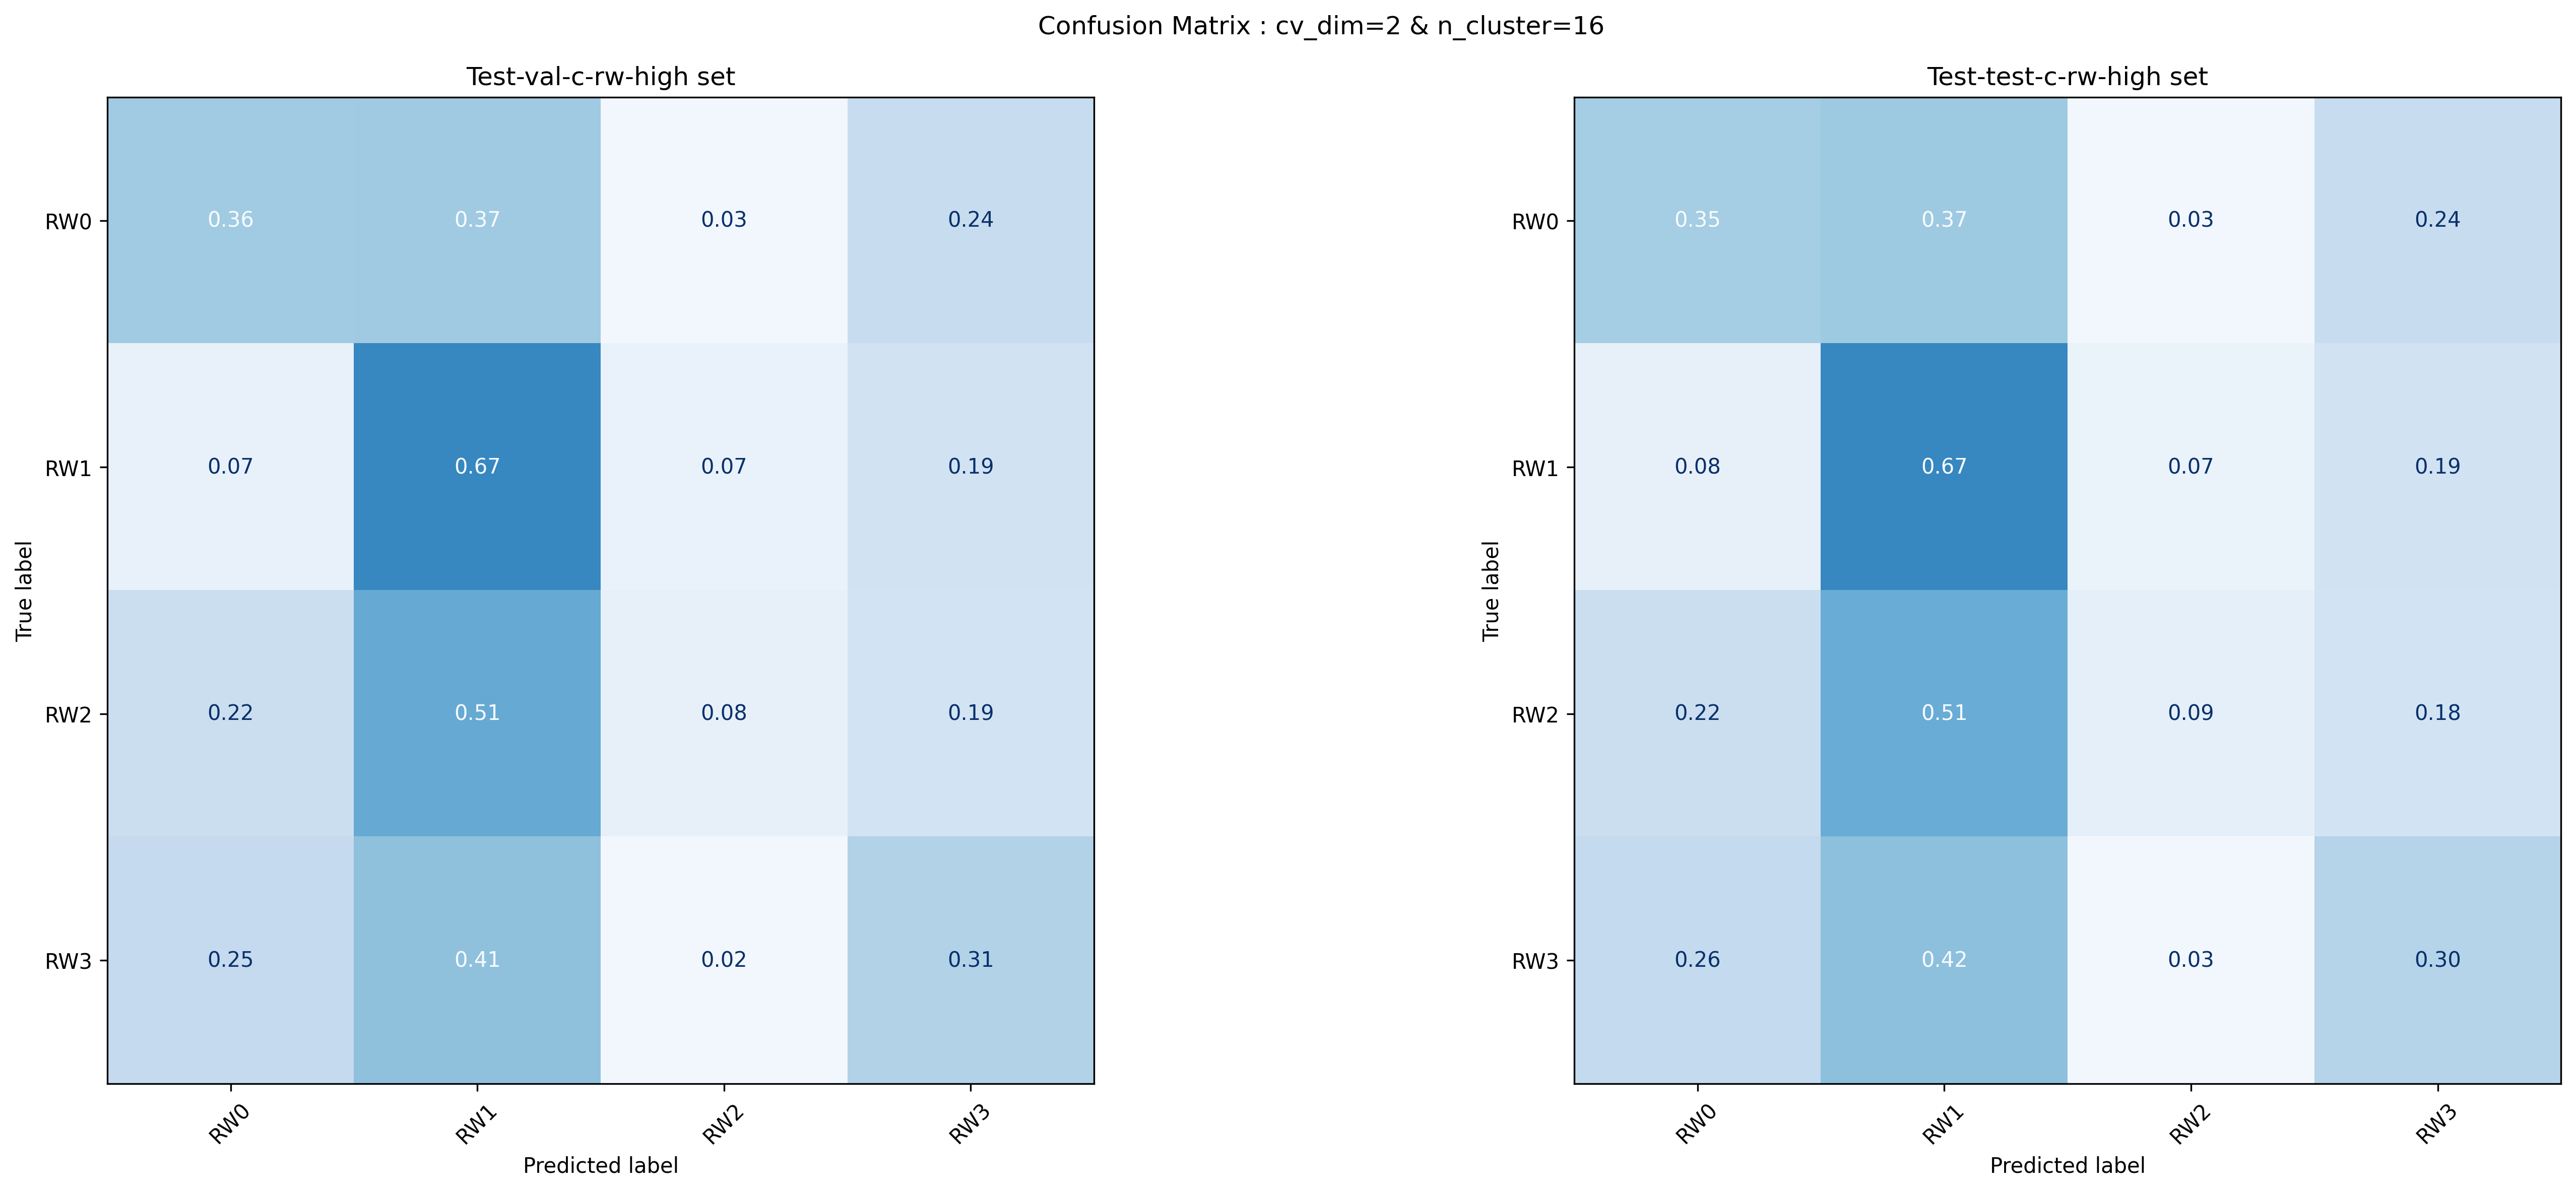 Confusion Matrix : cv_dim=2 & n_cluster=16
Test-val-c-rw-high set
True label
RW0 0.36 0.37 0.03 0.24
RW1 0.07 0.67 0.07 0.19
RW2 0.22 0.51 0.08 0.19
RW3 0.25 0.41 0.02 0.31
RW0 RW1 RW2 RW3
Predicted label
Test-test-c-rw-high set
True label
RW0 0.35 0.37 0.03 0.24
RW1 0.08 0.67 0.07 0.19
RW2 0.22 0.51 0.09 0.18
RW3 0.26 0.42 0.03 0.30
RW0 RW1 RW2 RW3
Predicted label